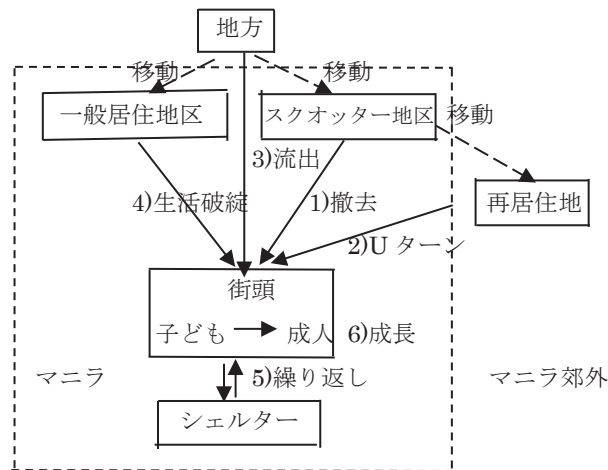 地方
移動 移動
一般居住地区 スクオッター地区 移動
3)流出
4)生活破綻 1)撤去 再居住地
2)U ターン
街頭
子ども 成人 6)成長
マニラ 5)繰り返し マニラ郊外
シェルター